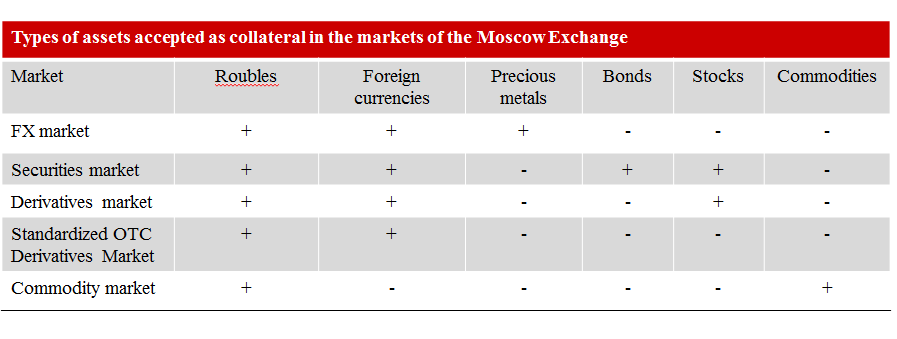 Types of assets accepted as collateral in the markets of the Moscow Exchange
Market Roubles Foreign currencies Precious metals Bonds Stocks Commodities
FX market + + + - - -
Securities market + + - + + -
Derivatives market + + - - + -
Standardized OTC Derivatives Market + + - - - -
Commodity market + - - - - +